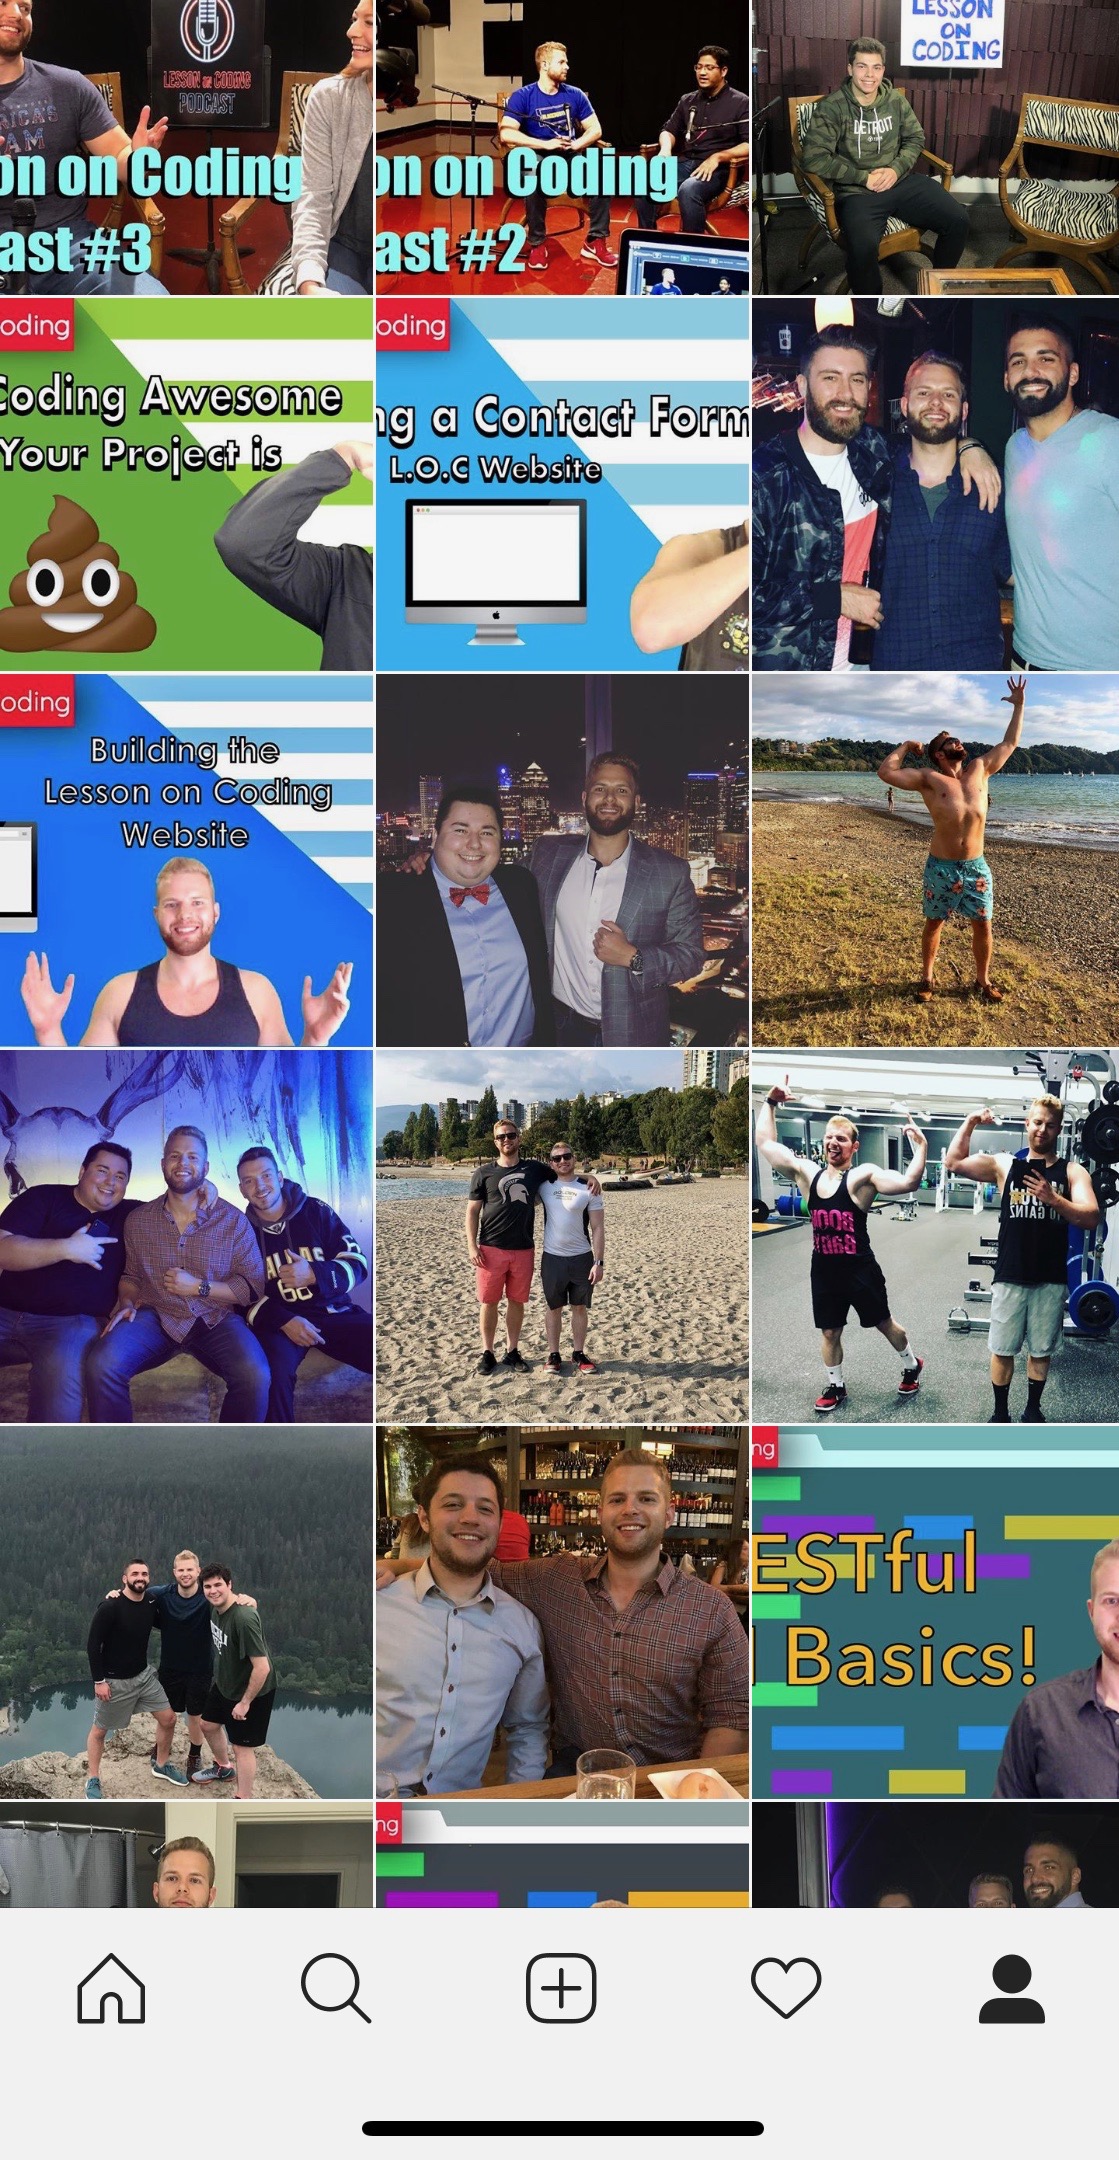 LESSON ON CODING
PODCAST
on on Coding
ast #3
on on Coding
ast #2
LESSON
ON
CODING
DETROIT
oding
Coding Awesome
Your Project is
oding
ng a Contact Form
L.O.C Website
oding
Building the
Lesson on Coding
Website
ng
ESTful
Basics!
ng